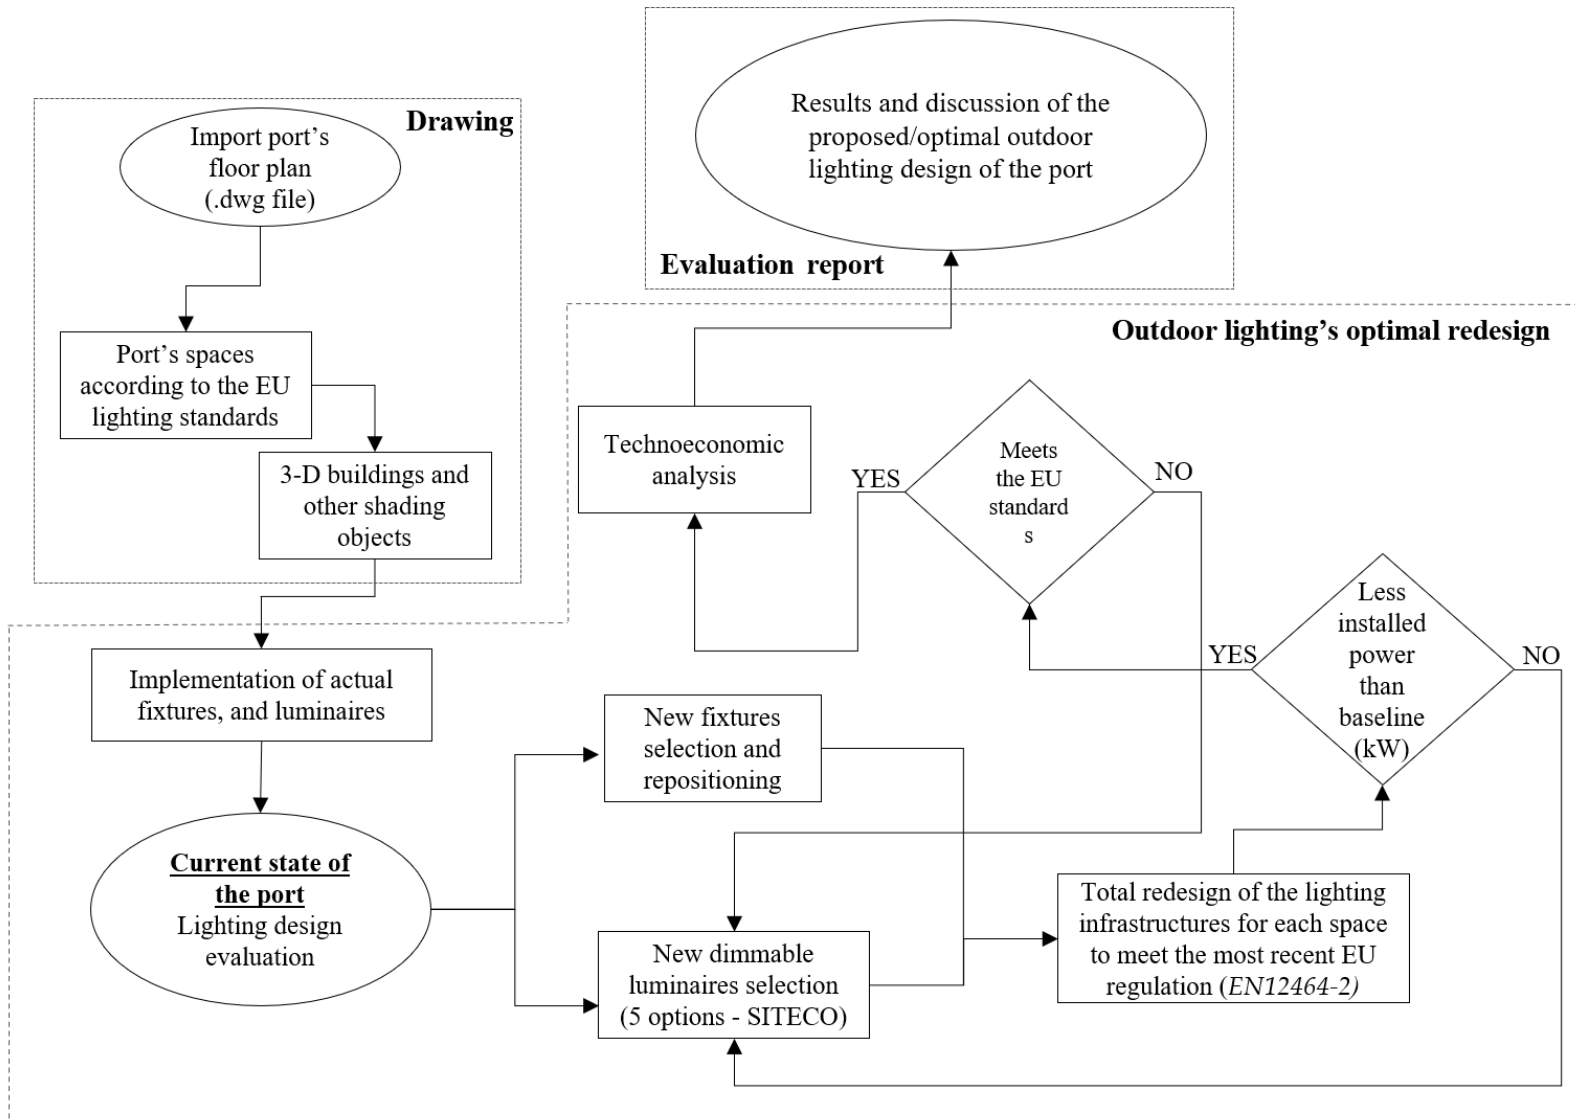 Drawing
Import port’s
floor plan
(.dwg file)
Port’s spaces
according to the EU
lighting standards
3-D buildings and
other shading
objects
Results and discussion of the
proposed/optimal outdoor
lighting design of the port
Evaluation report
Outdoor lighting’s optimal redesign
Implementation of actual
fixtures, and luminaires
Current state of
the port
Lighting design
evaluation
New fixtures
selection and
repositioning
New dimmable
luminaires selection
(5 options - SITECO)
Total redesign of the lighting
infrastructures for each space
to meet the most recent EU
regulation (EN12464-2)
Less
installed
power
than
baseline
(kW)
YES
NO
Meets
the EU
standard
s
YES
NO
Technoeconomic
analysis